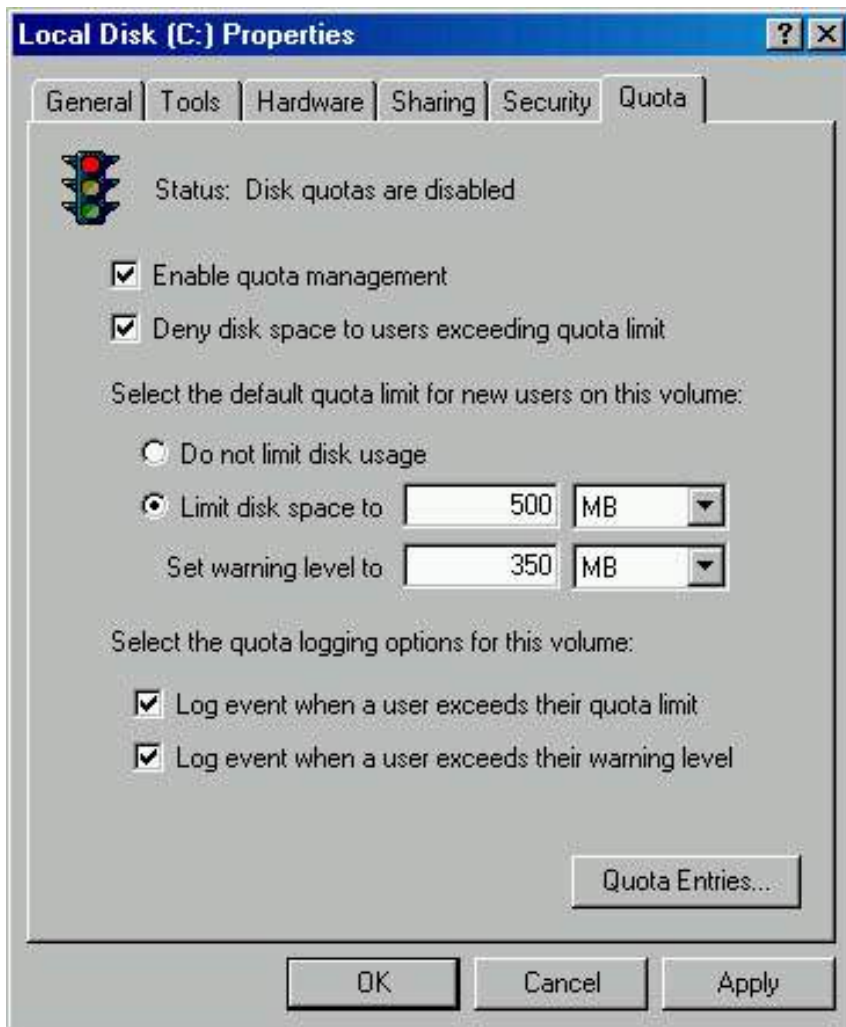 Local Disk (C:) Properties
General Tools Hardware Sharing Security Quota
Status: Disk quotas are disabled
Enable quota management
Deny disk space to users exceeding quota limit
Select the default quota limit for new users on this volume:
Do not limit disk usage
Limit disk space to 500 MB
Set warning level to 350 MB
Select the quota logging options for this volume:
Log event when a user exceeds their quota limit
Log event when a user exceeds their warning level
Quota Entries...
OK Cancel Apply